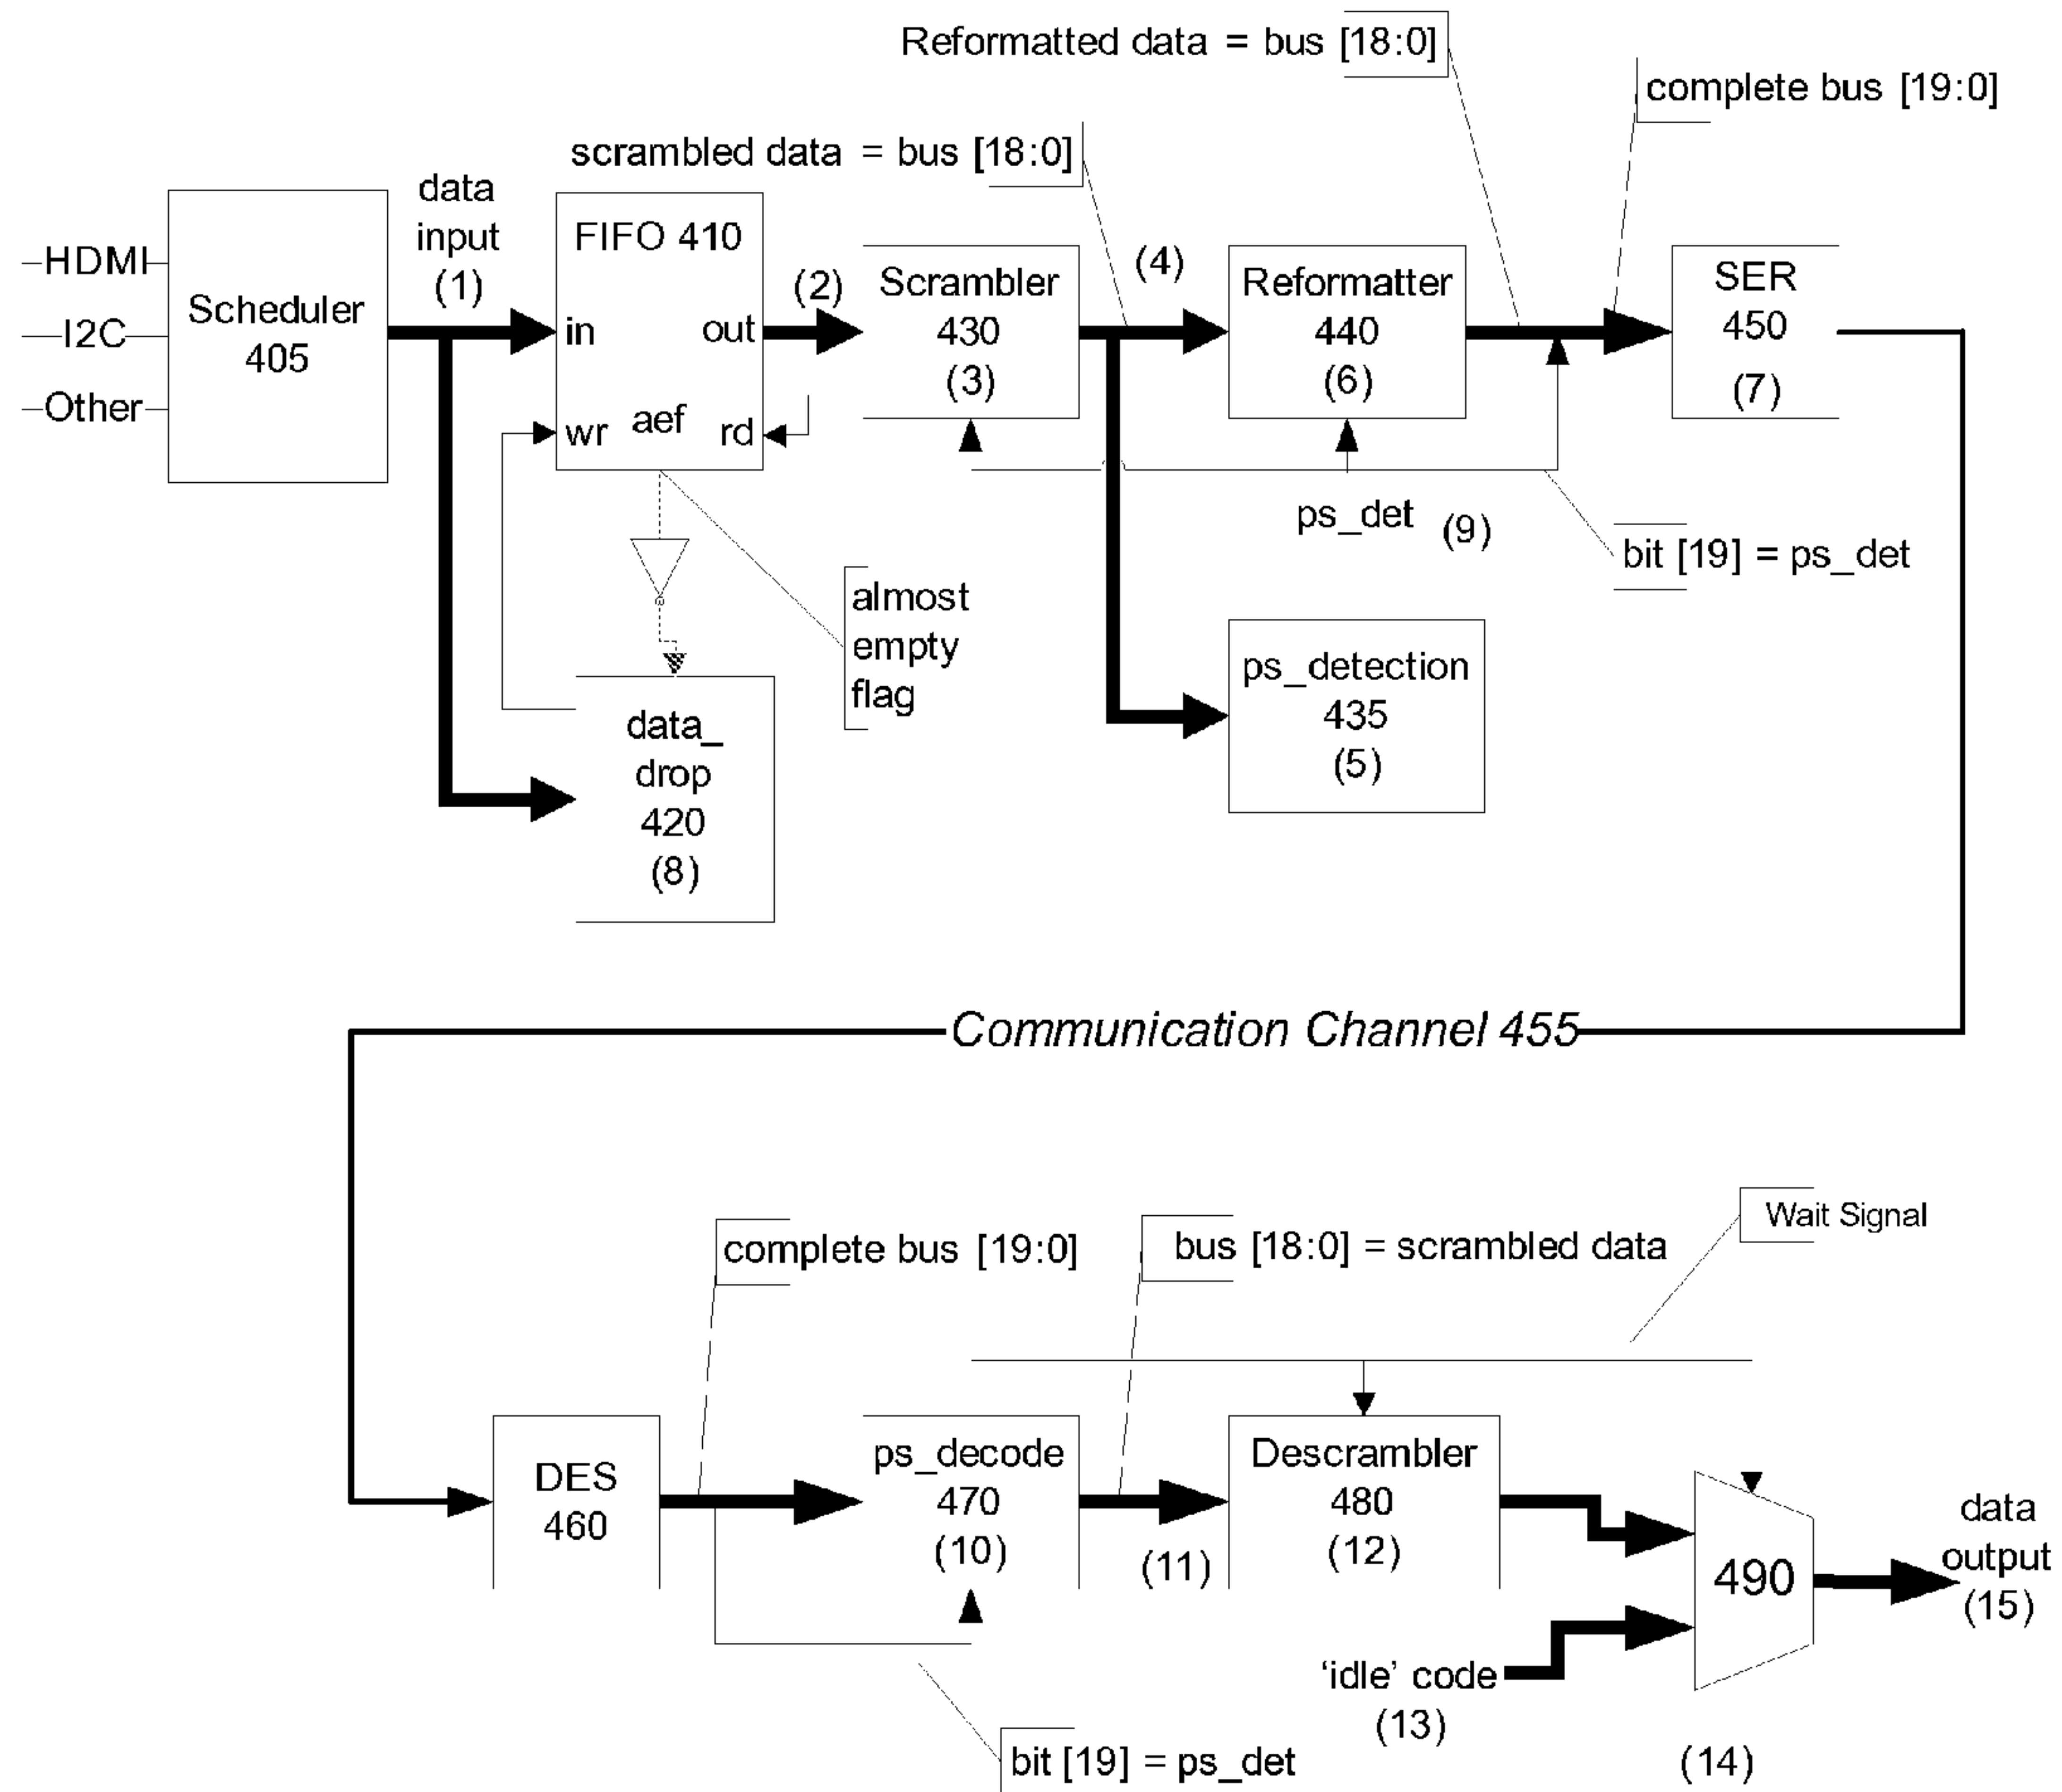 Reformatted data = bus [18:0]
complete bus [19:0]
scrambled data = bus [18:0]
data
input
(1)
HDMI
I2C
Other
Scheduler
405
FIFO 410
in
out
wr
aef
rd
(2)
Scrambler
430
(3)
(4)
Reformatter
440
(6)
SER
450
(7)
ps_det
(9)
bit [19] = ps_det
almost
empty
flag
data_
drop
420
(8)
ps_detection
435
(5)
Communication Channel 455
Wait Signal
complete bus [19:0]
bus [18:0] = scrambled data
DES
460
ps_decode
470
(10)
(11)
Descrambler
480
(12)
490
data
output
(15)
‘idle’ code
(13)
(14)
bit [19] = ps_det